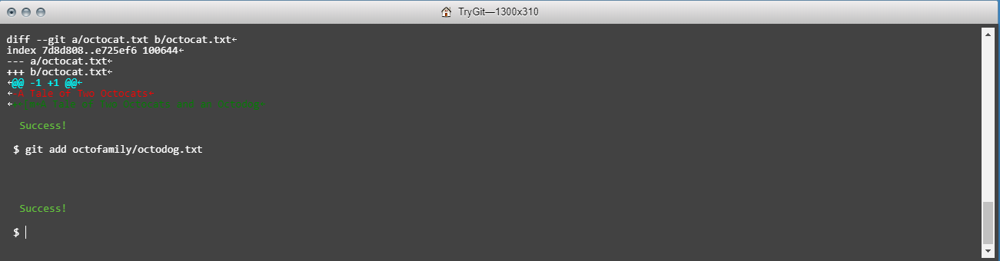 TryGit—1300x310
diff --git a/octocat.txt b/octocat.txt←
index 7d8d808..e725ef6 100644←
--- a/octocat.txt←
+++ b/octocat.txt←
←@@ -1 +1 @@←
←-A Tale of Two Octocats←
←+←[m+A Tale of Two Octocats and an Octodog←
Success!
$ git add octofamily/octodog.txt
Success!
$